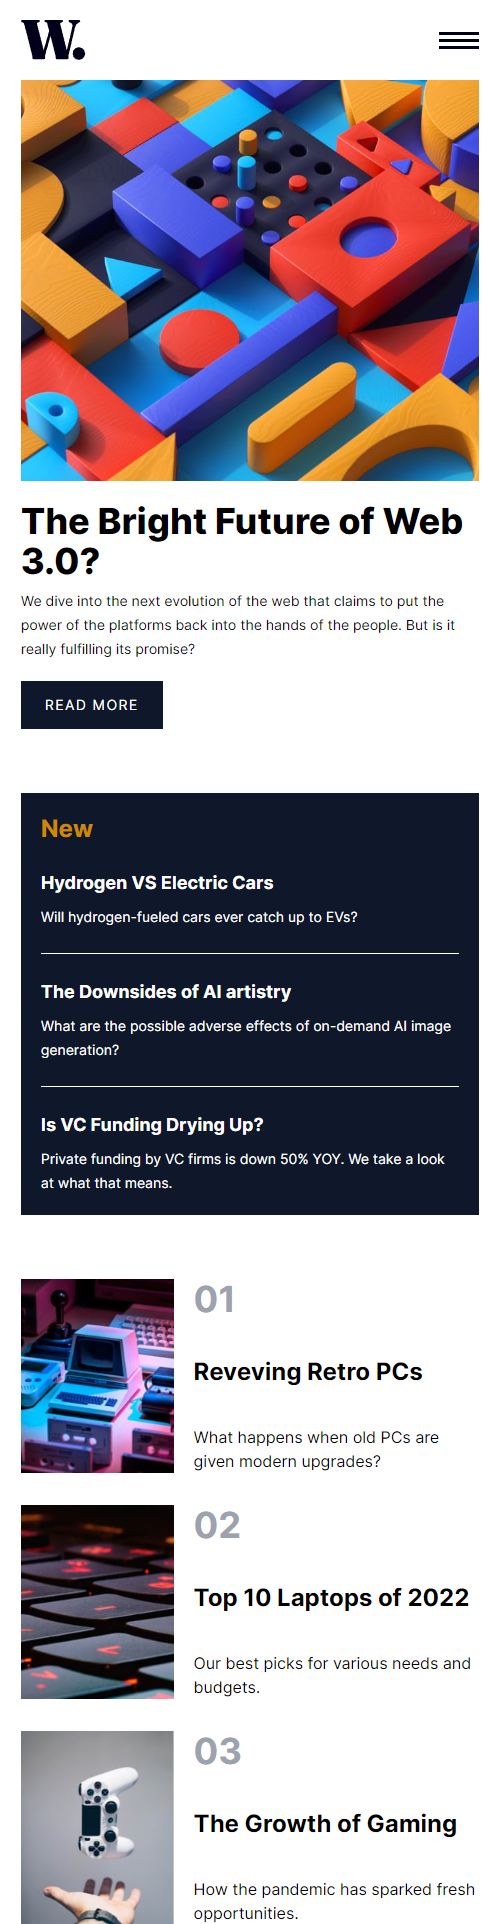 W.
The Bright Future of Web
3.0?
We dive into the next evolution of the web that claims to put the
power of the platforms back into the hands of the people. But is it
really fulfilling its promise?
READ MORE
New
Hydrogen VS Electric Cars
Will hydrogen-fueled cars ever catch up to EVs?
The Downsides of AI artistry
What are the possible adverse effects of on-demand AI image
generation?
Is VC Funding Drying Up?
Private funding by VC firms is down 50% YOY. We take a look
at what that means.
01
Reveving Retro PCs
What happens when old PCs are
given modern upgrades?
02
Top 10 Laptops of 2022
Our best picks for various needs and
budgets.
03
The Growth of Gaming
How the pandemic has sparked fresh
opportunities.